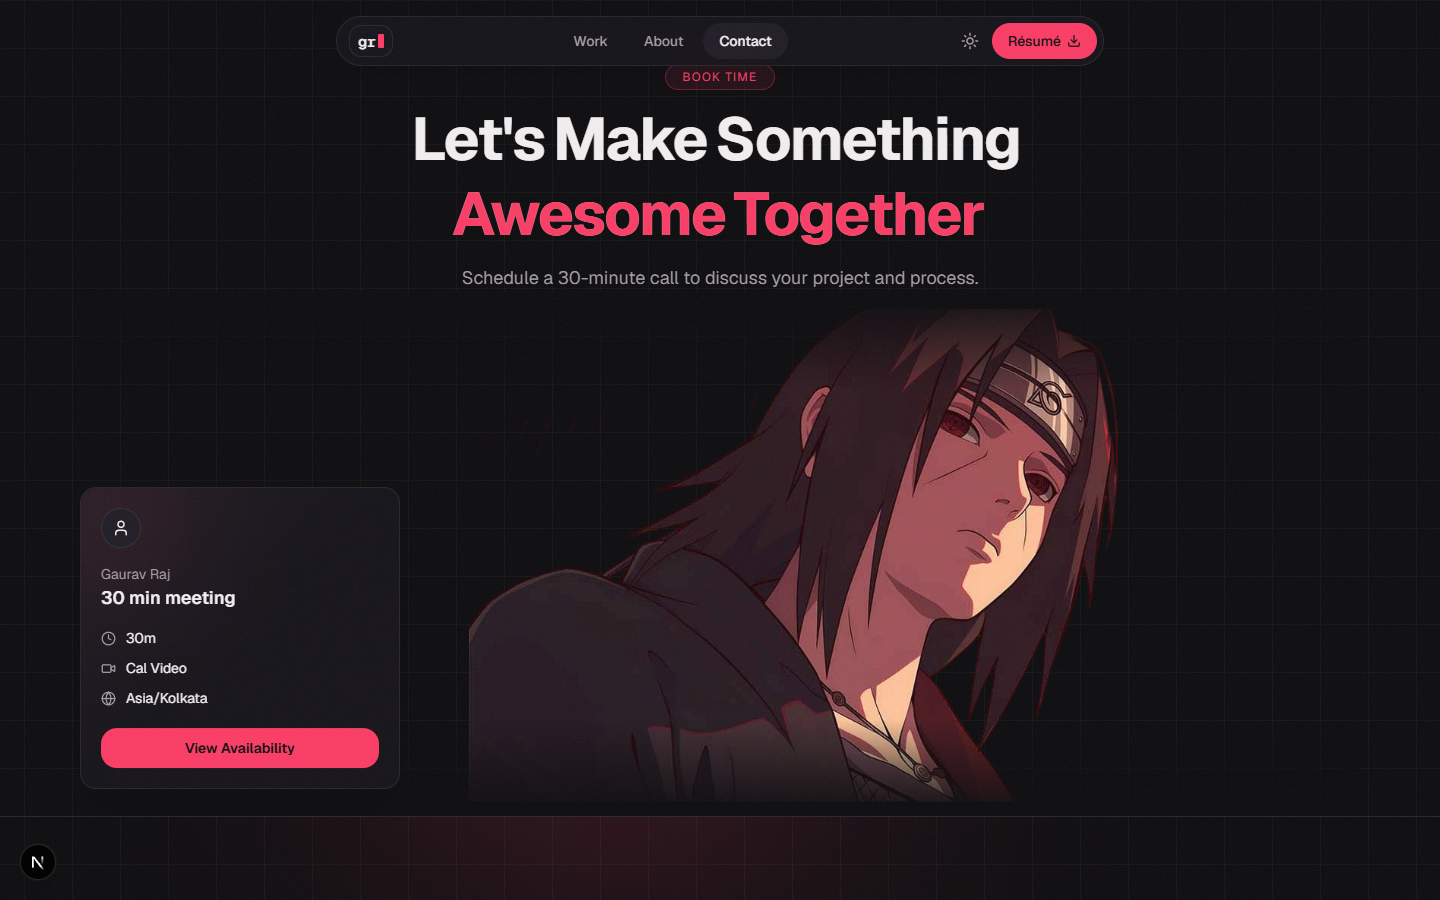 gr
Work
About
Contact
Résumé
BOOK TIME
Let's Make Something
Awesome Together
Schedule a 30-minute call to discuss your project and process.
Gaurav Raj
30 min meeting
30m
Cal Video
Asia/Kolkata
View Availability
N